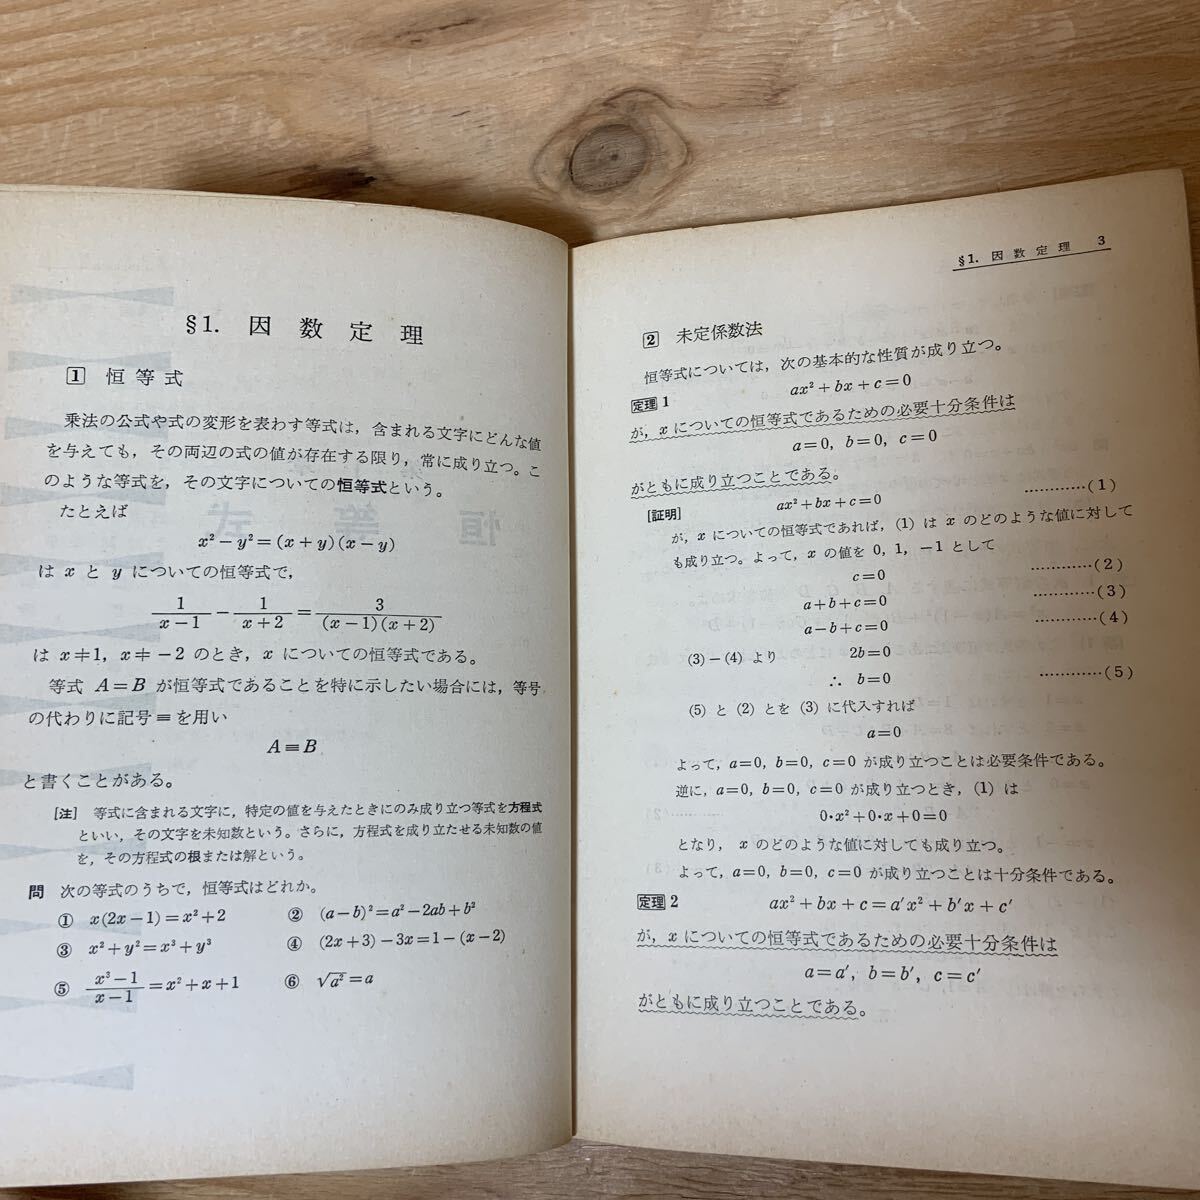 §1. 因数定理
1 恒等式
乗法の公式や式の変形を表わす等式は，含まれる文字にどんな値
を与えても，その両辺の式の値が存在する限り，常に成り立つ。こ
のような等式を，その文字についての恒等式という。
たとえば
x²−y²=(x+y)(x−y)
は x と y についての恒等式で，
1/(x−1) − 1/(x+2) = 3/((x−1)(x+2))
は x≠1, x≠−2 のとき，x についての恒等式である。
等式 A=B が恒等式であることを特に示したい場合には，等号
の代わりに記号≡を用い
A≡B
と書くことがある。
［注］ 等式に含まれる文字に，特定の値を与えたときにのみ成り立つ等式を方程式
といい，その文字を未知数という。さらに，方程式を成り立たせる未知数の値
を，その方程式の根または解という。
問 次の等式のうちで，恒等式はどれか。
① x(2x−1)=x²+2 ② (a−b)²=a²−2ab+b²
③ x²+y²=x³+y³ ④ (2x+3)−3x=1−(x−2)
⑤ (x³−1)/(x−1)=x²+x+1 ⑥ √a²=a
§1. 因数定理 3
2 未定係数法
恒等式については，次の基本的な性質が成り立つ。
定理1 ax²+bx+c=0
が，x についての恒等式であるための必要十分条件は
a=0, b=0, c=0
がともに成り立つことである。
［証明］ ax²+bx+c=0 …………(1)
が，x についての恒等式であれば，(1) は x のどのような値に対して
も成り立つ。よって，x の値を 0, 1, −1 として
c=0 …………(2)
a+b+c=0 …………(3)
a−b+c=0 …………(4)
(3)−(4) より 2b=0
∴ b=0 …………(5)
(5) と (2) とを (3) に代入すれば
a=0
よって，a=0, b=0, c=0 が成り立つことは必要条件である。
逆に，a=0, b=0, c=0 が成り立つとき，(1) は
0•x²+0•x+0=0
となり，x のどのような値に対しても成り立つ。
よって，a=0, b=0, c=0 が成り立つことは十分条件である。
定理2 ax²+bx+c=a′x²+b′x+c′
が，x についての恒等式であるための必要十分条件は
a=a′, b=b′, c=c′
がともに成り立つことである。